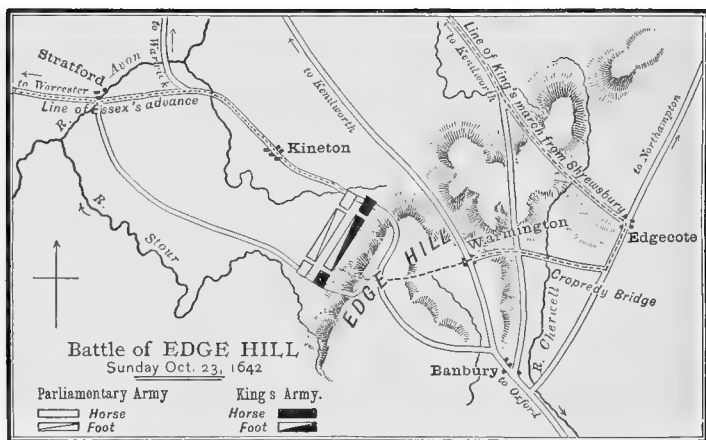 Stratford
Avon
to Warwick
to Worcester
Line of Essex's advance
R.
Kineton
R. Stour
to Kenilworth
to Kenilworth
Line of King's march from Shrewsbury
to Northampton
Edgecote
Warmington
Cropredy Bridge
EDGE HILL
R. Cherwell
Banbury
to Oxford
Battle of EDGE HILL
Sunday Oct. 23, 1642
Parliamentary Army King's Army.
Horse Horse
Foot Foot